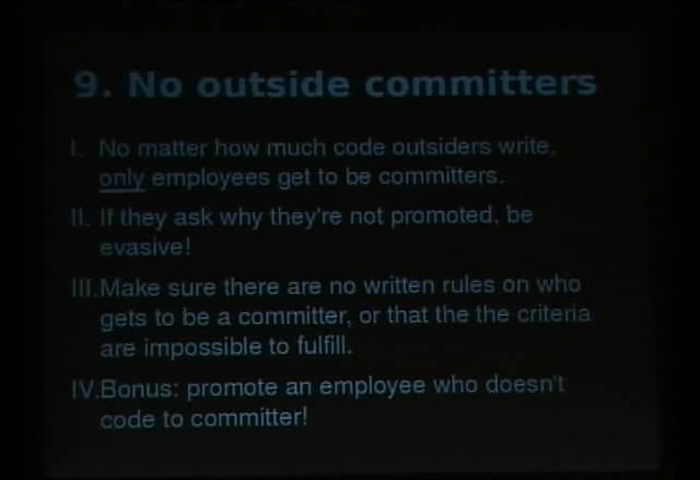 9. No outside committers
I. No matter how much code outsiders write,
only employees get to be committers.
II. If they ask why they're not promoted, be
evasive!
III.Make sure there are no written rules on who
gets to be a committer, or that the the criteria
are impossible to fulfill.
IV.Bonus: promote an employee who doesn't
code to committer!